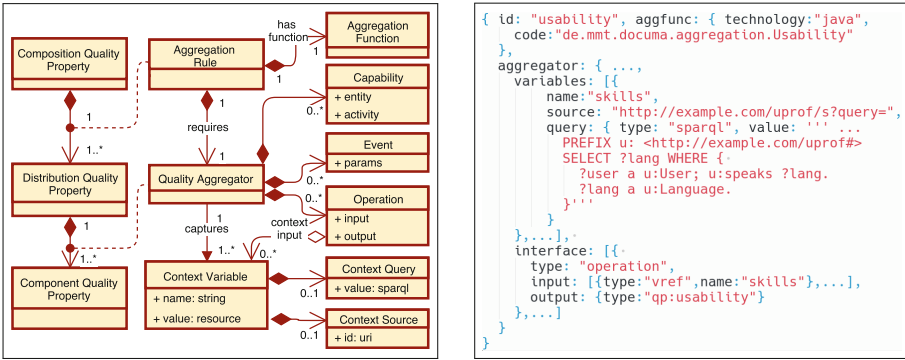 has
function
Aggregation
Function
Composition Quality
Property
Aggregation
Rule
1
1
Capability
+ entity
+ activity
0..*
1
1
requires
1..*
1
Event
+ params
0..*
Distribution Quality
Property
Quality Aggregator
Operation
+ input
+ output
0..*
1
1
captures
context
input
1..*
1..*
0..*
Component Quality
Property
Context Variable
+ name: string
+ value: resource
Context Query
+ value: sparql
0..1
Context Source
+ id: uri
0..1
{ id: "usability", aggfunc: { technology:"java",
code:"de.mmt.documa.aggregation.Usability"
},
aggregator: { ...,
variables: [{
name:"skills",
source: "http://example.com/uprof/s?query=",
query: { type: "sparql", value: ''' ...
PREFIX u: <http://example.com/uprof#>
SELECT ?lang WHERE {
?user a u:User; u:speaks ?lang.
?lang a u:Language.
}'''
}
},...],
interface: [{
type: "operation",
input: [{type:"vref",name:"skills"},...],
output: {type:"qp:usability"}
},...]
}
}